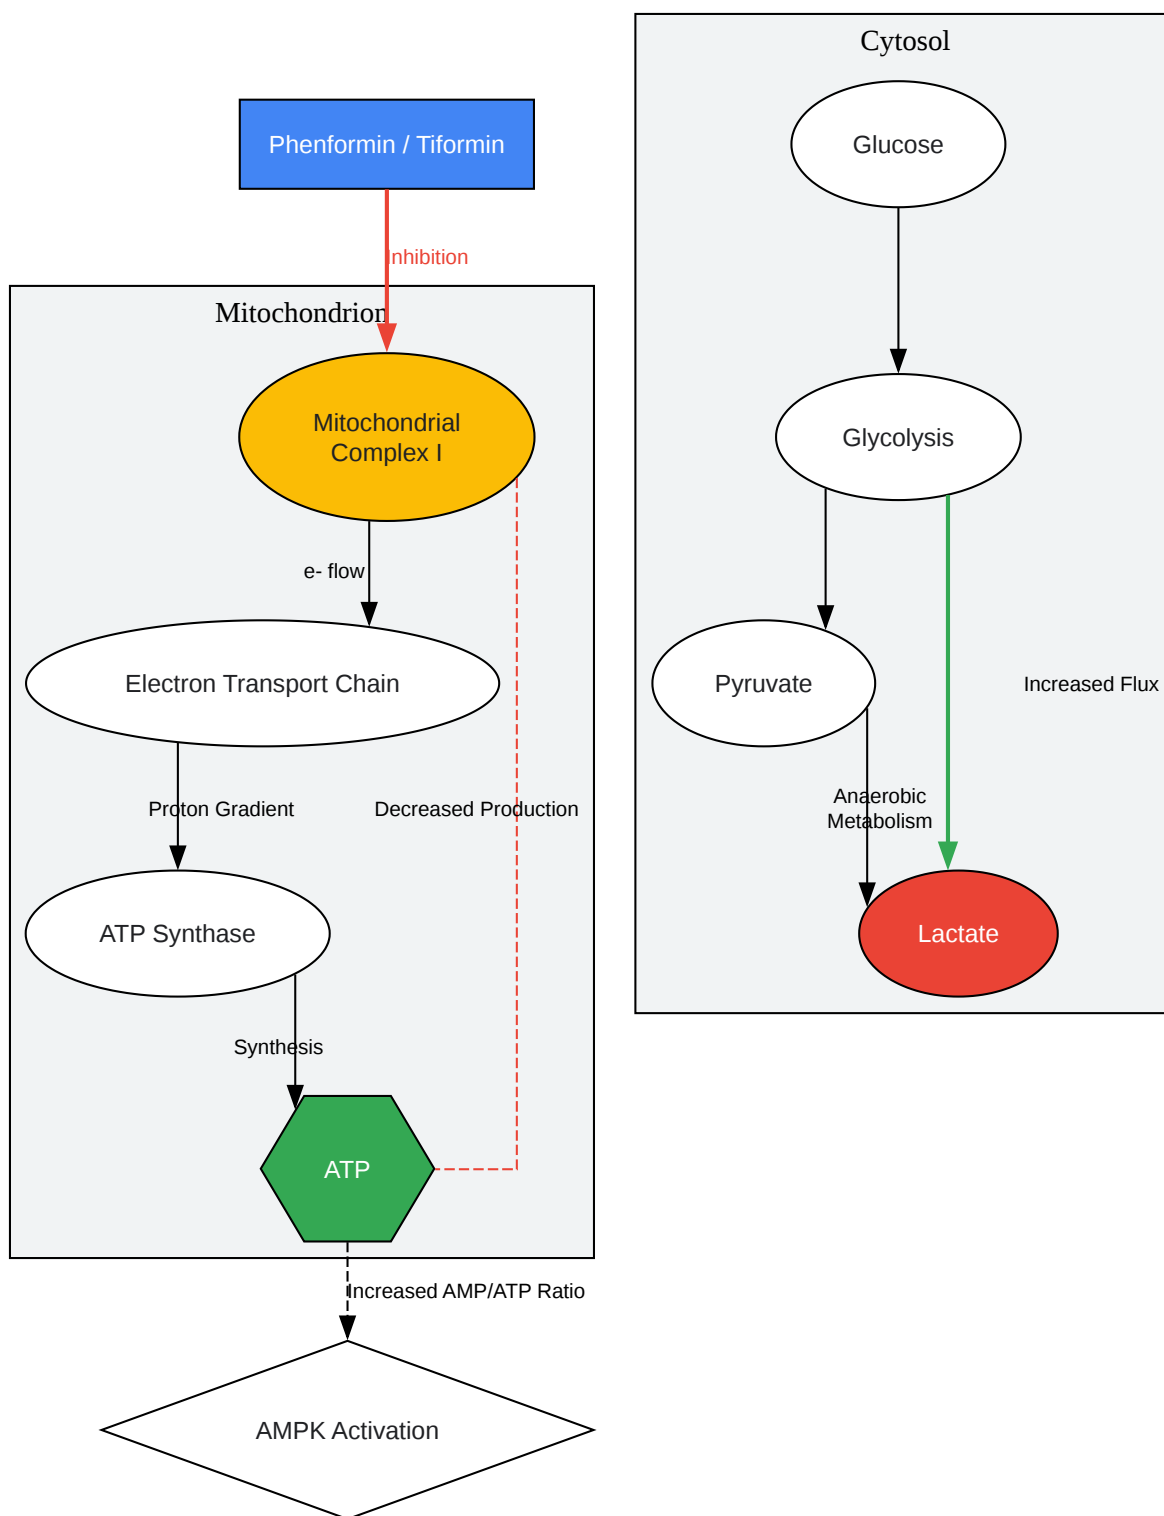 Cytosol
Phenformin / Tiformin
Glucose
Inhibition
Mitochondrion
Mitochondrial
Complex I
Glycolysis
e- flow
Electron Transport Chain
Pyruvate
Increased Flux
Proton Gradient
Decreased Production
Anaerobic
Metabolism
ATP Synthase
Lactate
Synthesis
ATP
Increased AMP/ATP Ratio
AMPK Activation